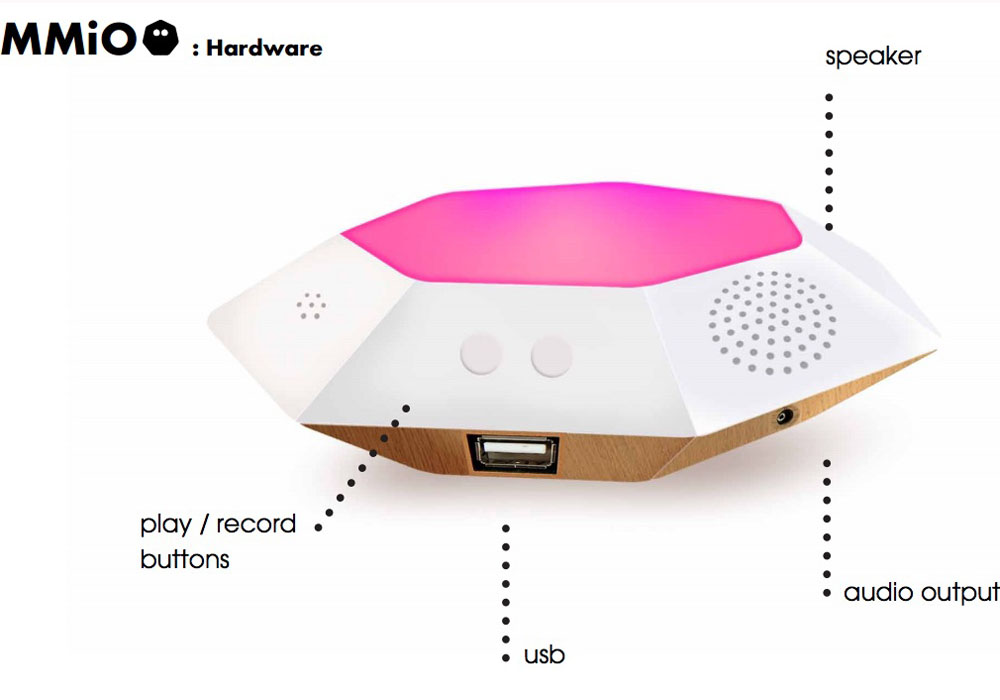 MMiO : Hardware
speaker
play / record
buttons
audio output
usb